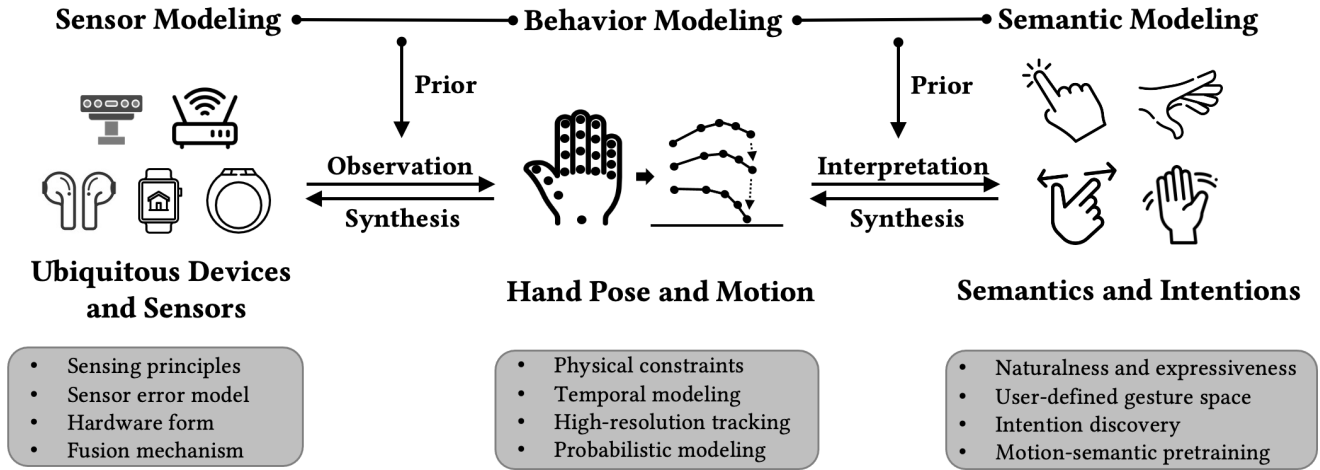 Sensor Modeling
Behavior Modeling
Semantic Modeling
Prior
Prior
Observation
Synthesis
Interpretation
Synthesis
Ubiquitous Devices
and Sensors
Hand Pose and Motion
Semantics and Intentions
• Sensing principles
• Sensor error model
• Hardware form
• Fusion mechanism
• Physical constraints
• Temporal modeling
• High-resolution tracking
• Probabilistic modeling
• Naturalness and expressiveness
• User-defined gesture space
• Intention discovery
• Motion-semantic pretraining